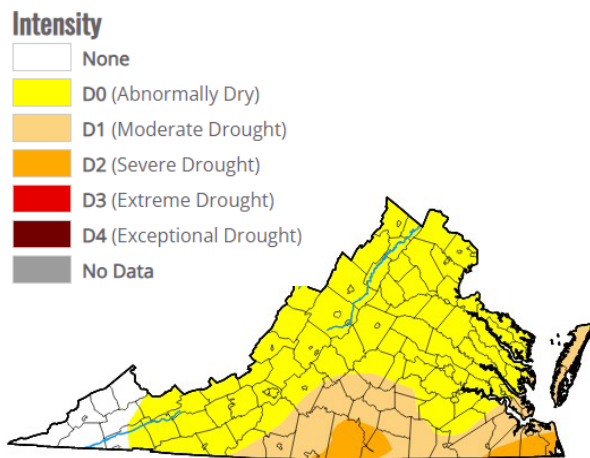 Intensity
None
D0 (Abnormally Dry)
D1 (Moderate Drought)
D2 (Severe Drought)
D3 (Extreme Drought)
D4 (Exceptional Drought)
No Data